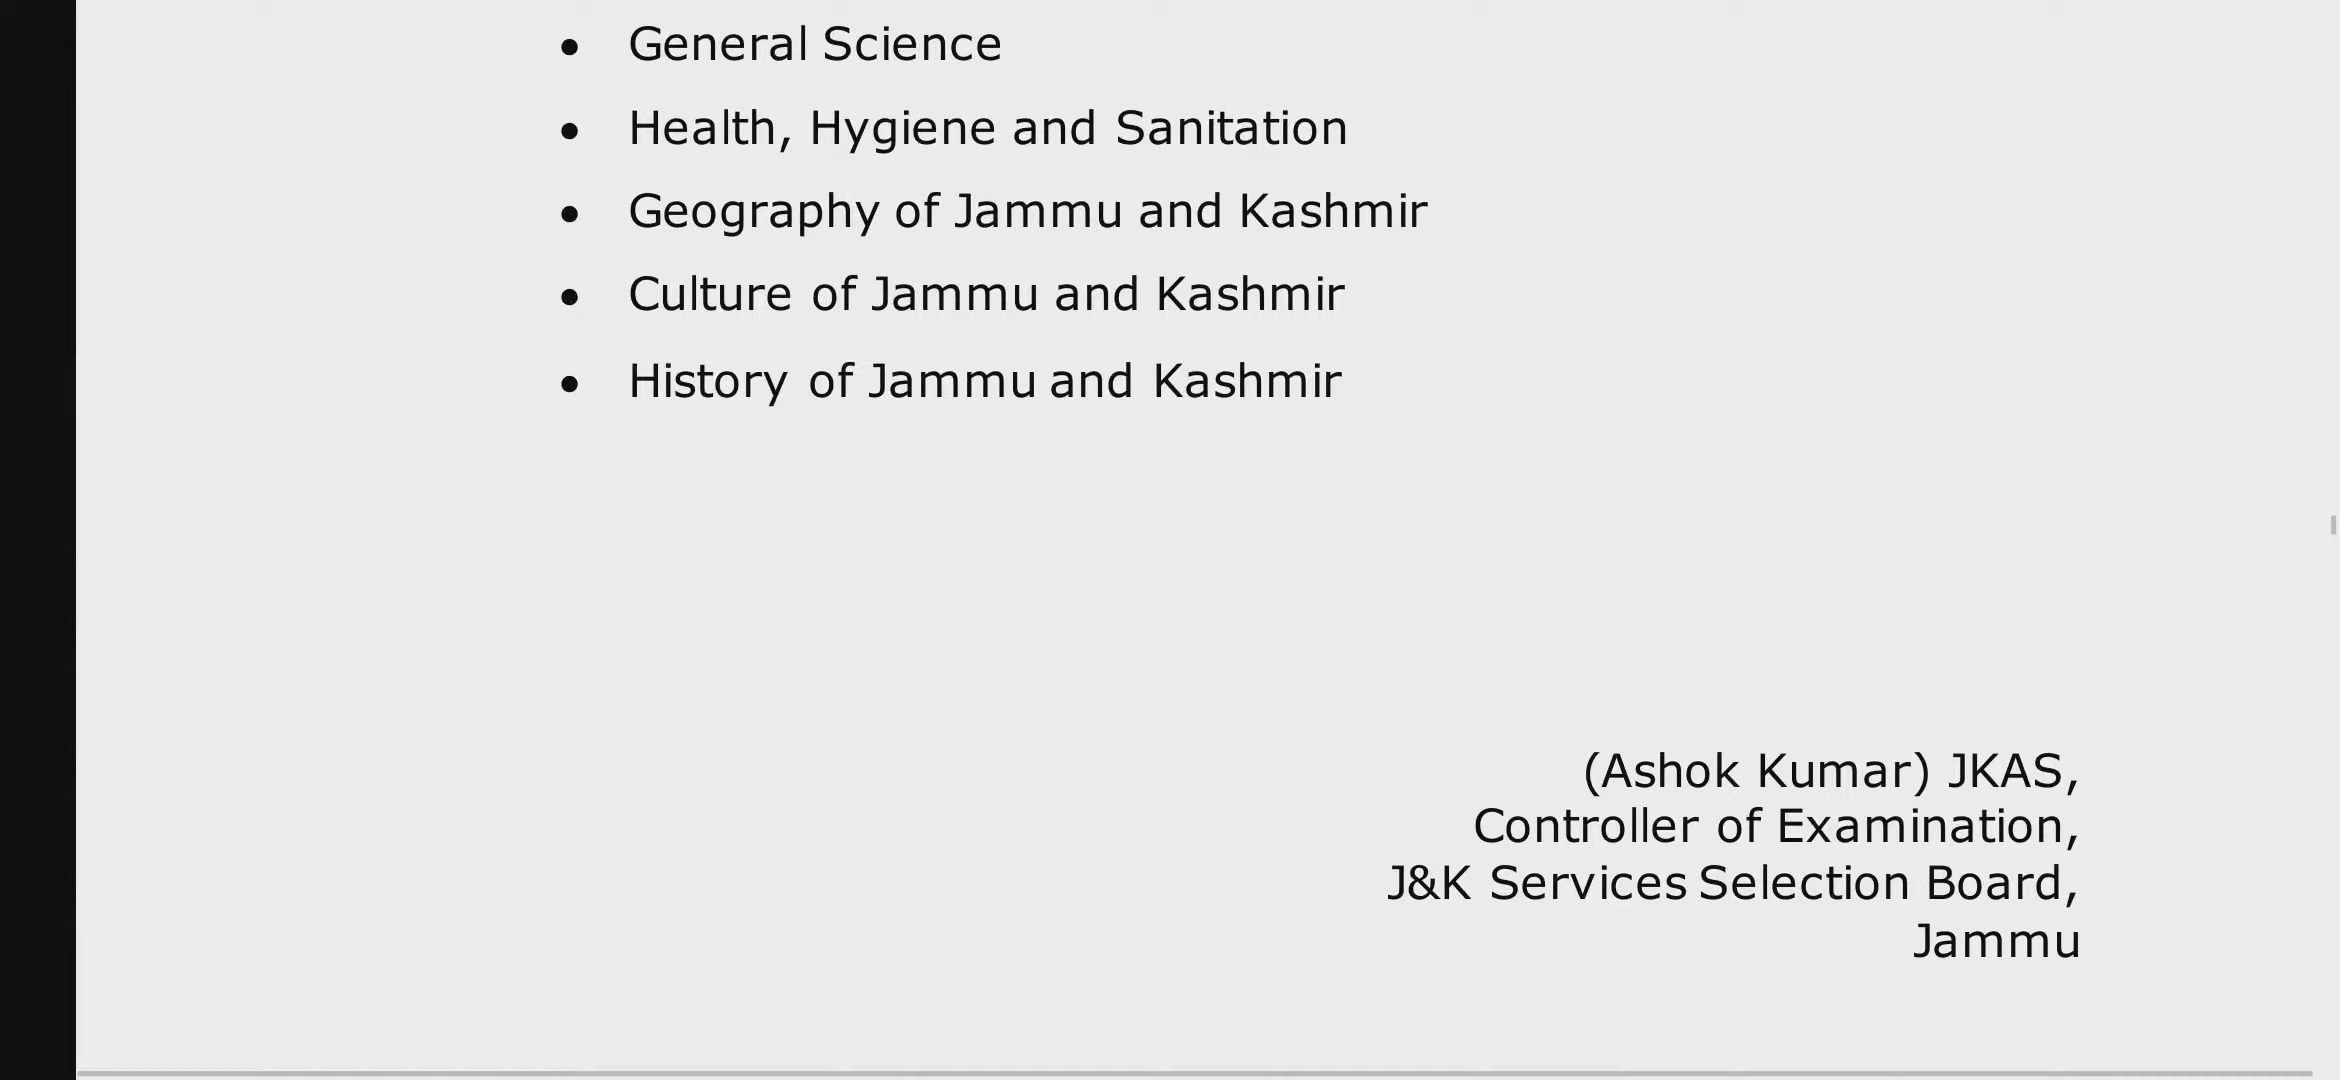 • General Science
• Health, Hygiene and Sanitation
• Geography of Jammu and Kashmir
• Culture of Jammu and Kashmir
• History of Jammu and Kashmir
(Ashok Kumar) JKAS,
Controller of Examination,
J&K Services Selection Board,
Jammu